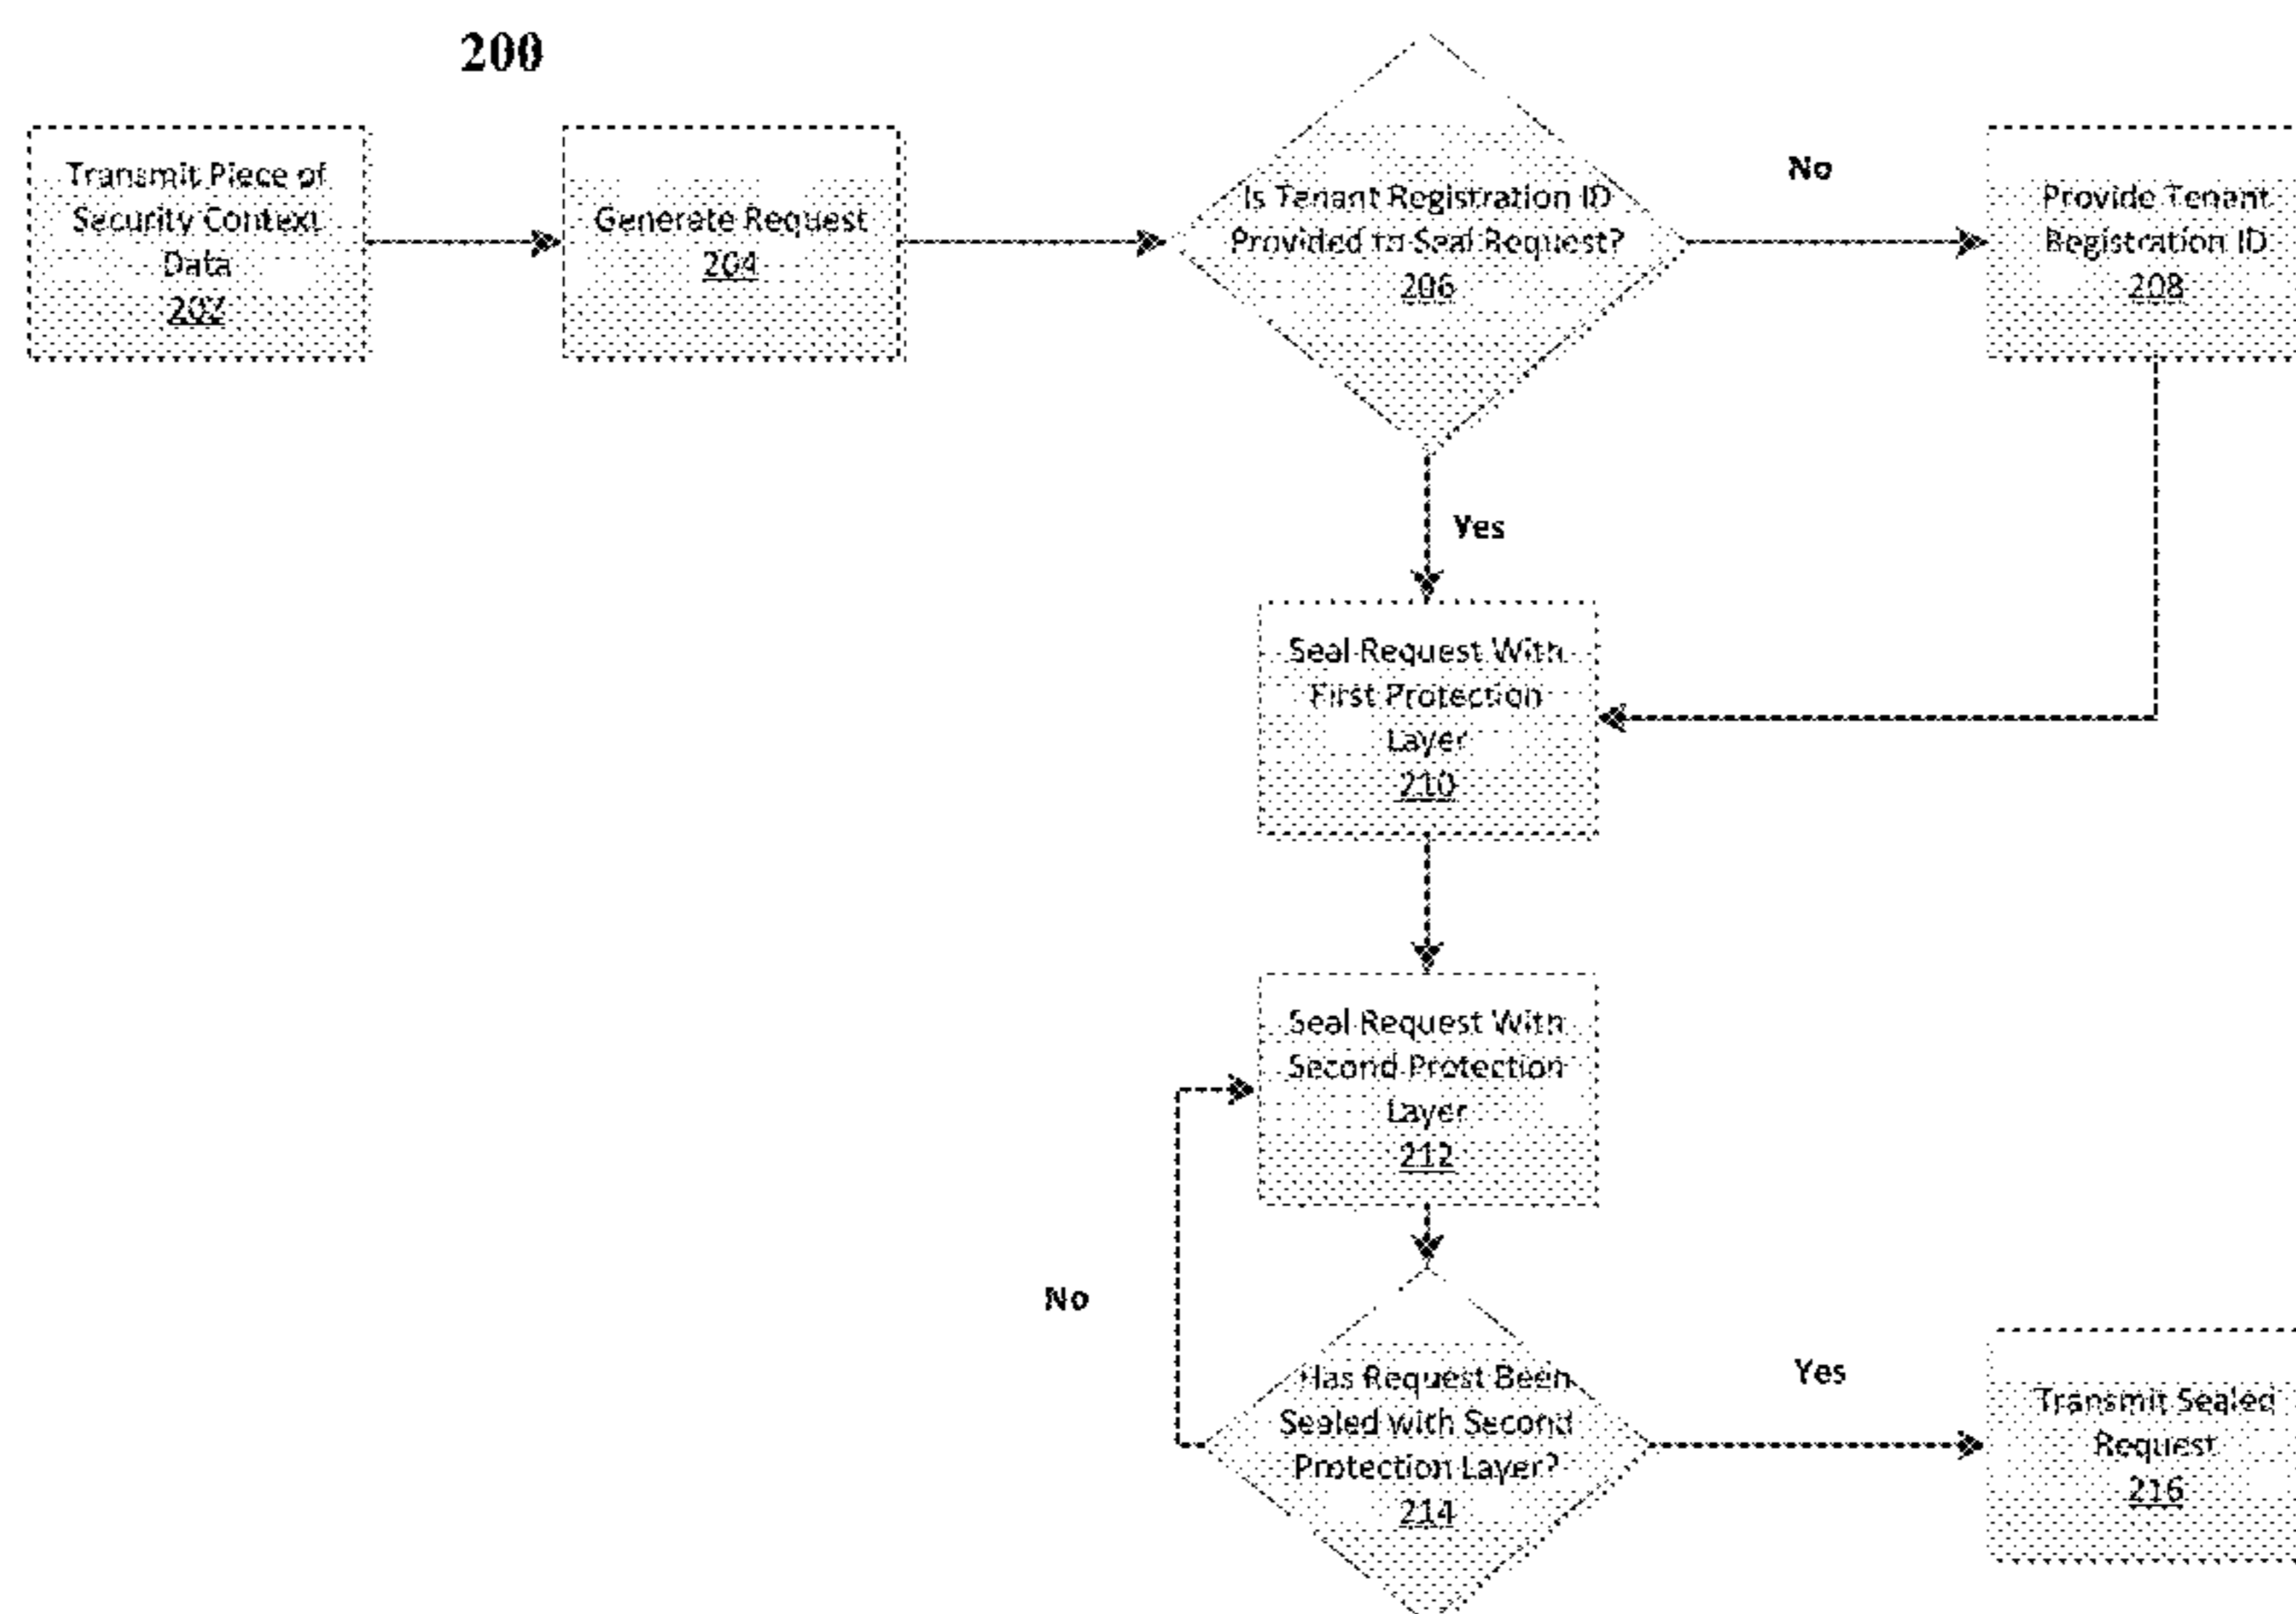 200
Transmit Piece of
Security Context
Data
202
Generate Request
204
Is Tenant Registration ID
Provided to Seal Request?
206
No
Provide Tenant
Registration ID
208
Yes
Seal Request With
First Protection
Layer
210
Seal Request With
Second Protection
Layer
212
No
Has Request Been
Sealed with Second
Protection Layer?
214
Yes
Transmit Sealed
Request
216